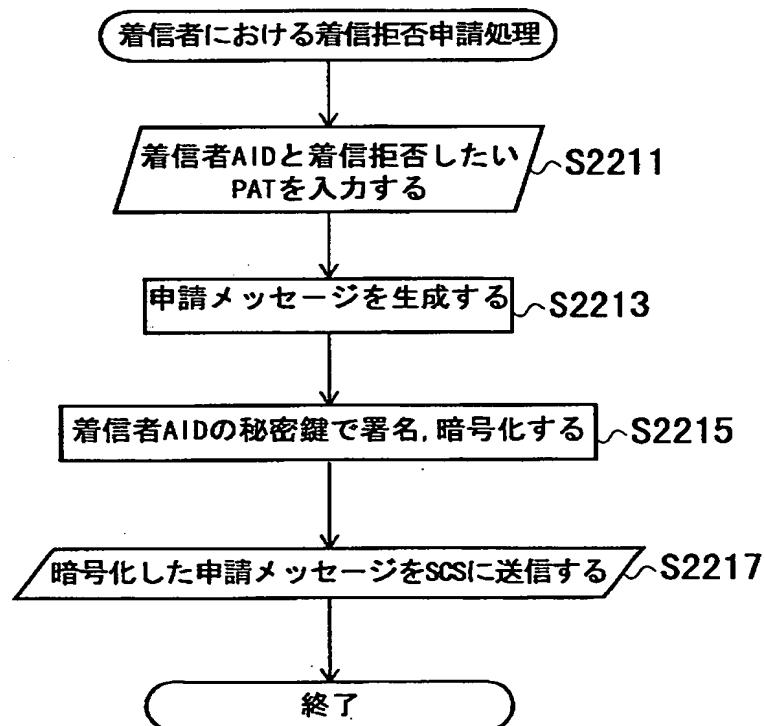 着信者における着信拒否申請処理
着信者AIDと着信拒否したい
PATを入力する
S2211
申請メッセージを生成する
S2213
着信者AIDの秘密鍵で署名,暗号化する
S2215
暗号化した申請メッセージをSCSに送信する
S2217
終了